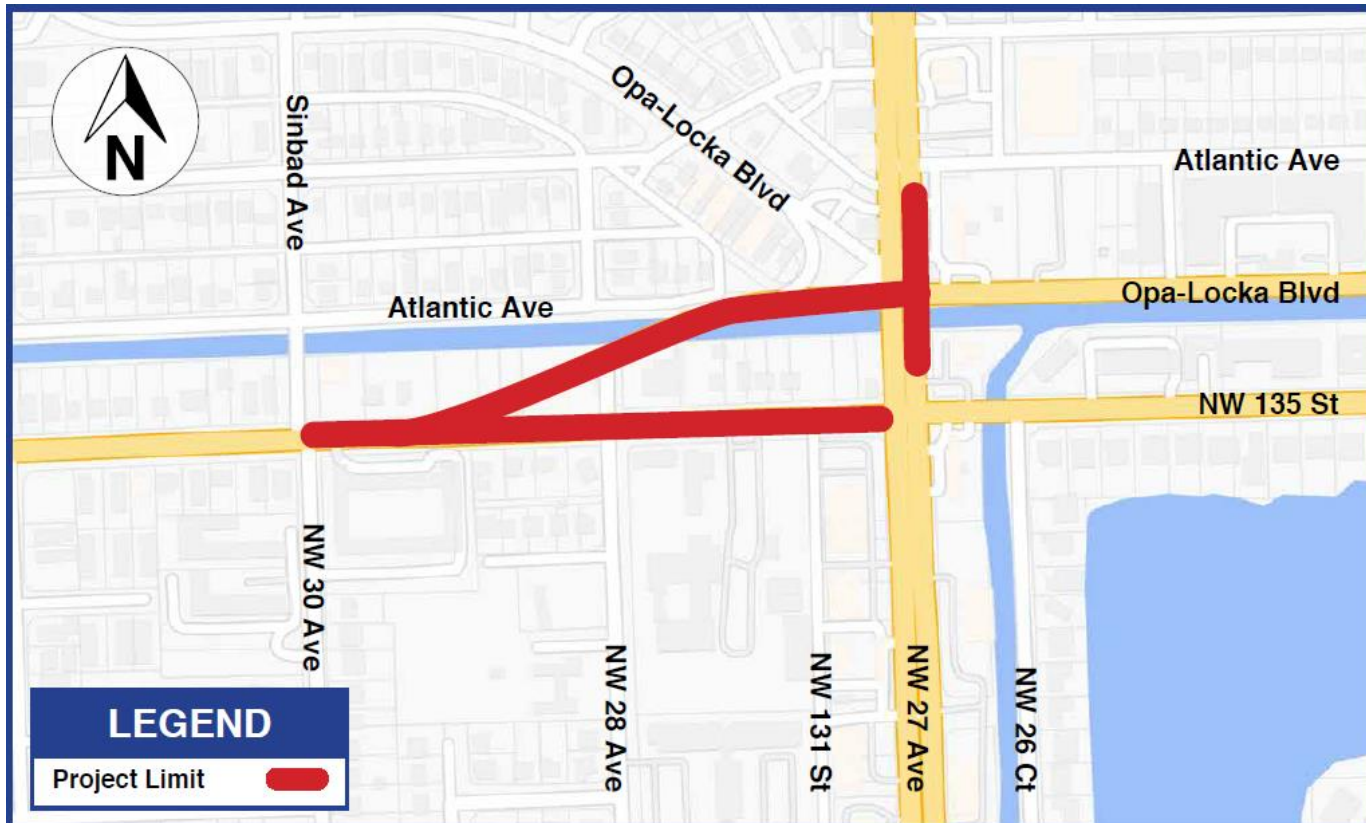 N
Sinbad Ave
Opa-Locka Blvd
Atlantic Ave
Atlantic Ave
Opa-Locka Blvd
NW 135 St
NW 30 Ave
NW 28 Ave
NW 131 St
NW 27 Ave
NW 26 Ct
LEGEND
Project Limit